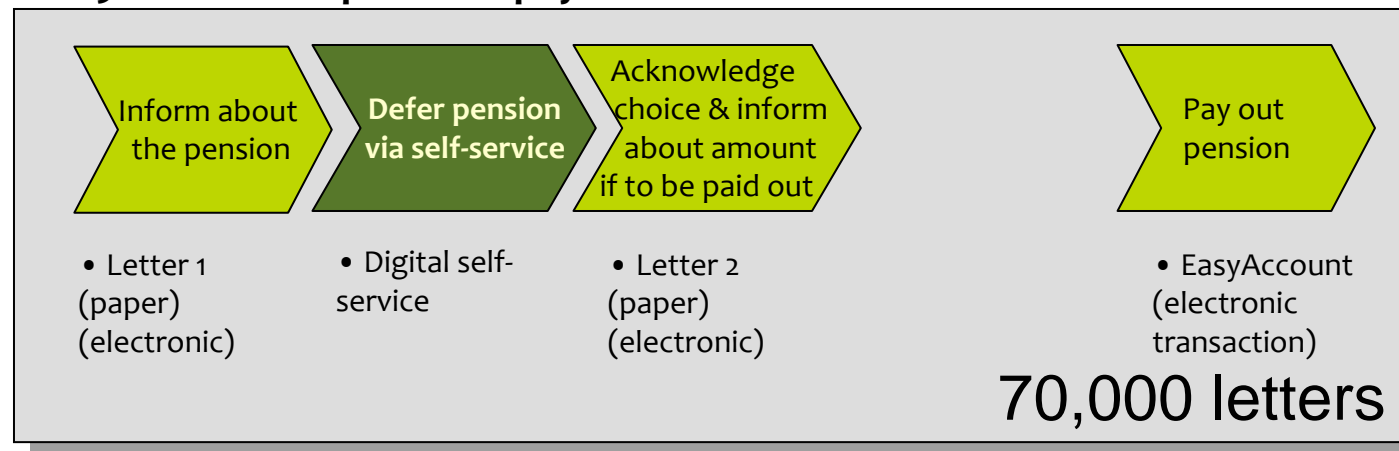 Inform about
the pension
Defer pension
via self-service
Acknowledge
choice & inform
about amount
if to be paid out
Pay out
pension
• Letter 1
(paper)
(electronic)
• Digital self-
service
• Letter 2
(paper)
(electronic)
• EasyAccount
(electronic
transaction)
70,000 letters